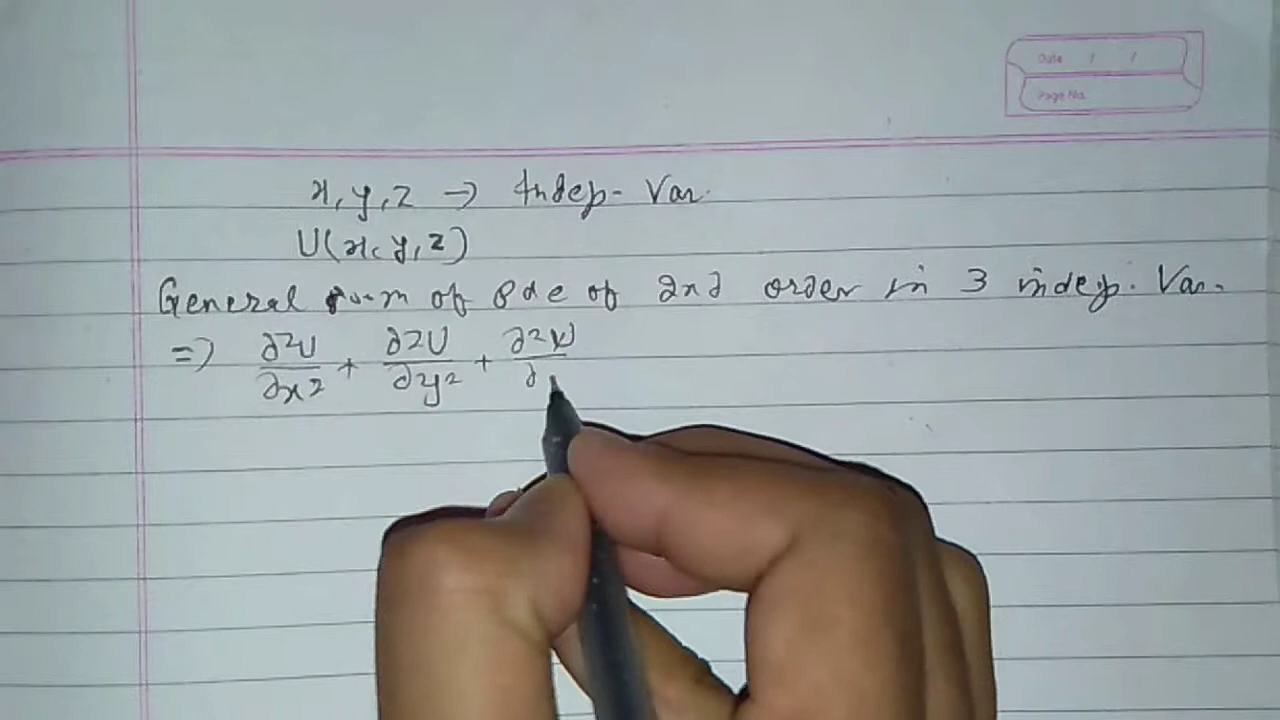 Date / /
Page No.
x, y, z → Indep. Var.
U(x, y, z)
General form of Pde of 2nd order in 3 indep. Var.
=> ∂²U/∂x² + ∂²U/∂y² + ∂²U/∂